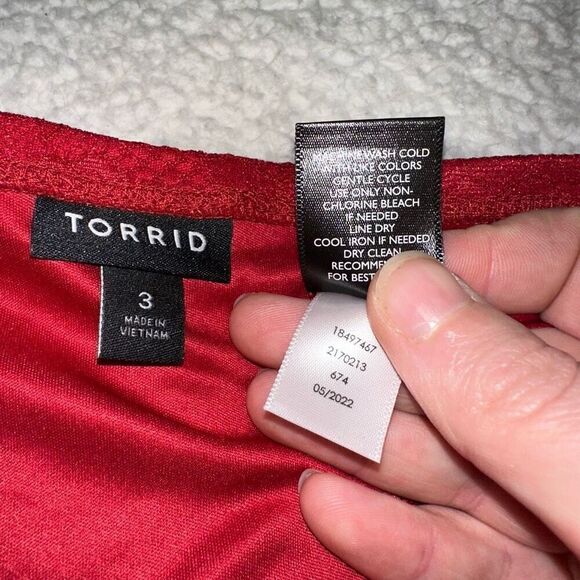 TORRID
3
MADE IN
VIETNAM
WASH COLD
WITH LIKE COLORS
GENTLE CYCLE
USE ONLY NON-
CHLORINE BLEACH
IF NEEDED
LINE DRY
COOL IRON IF NEEDED
DRY CLEAN
RECOMME
FOR BEST
18497467
2170213
674
05/2022